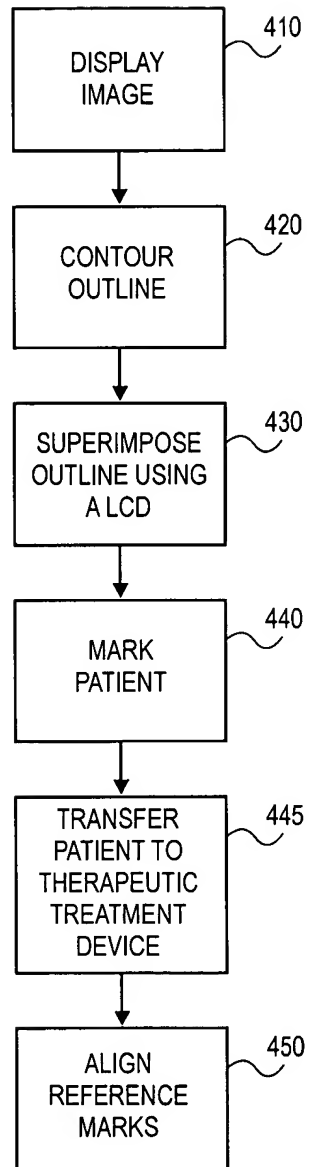 410
DISPLAY
IMAGE
420
CONTOUR
OUTLINE
430
SUPERIMPOSE
OUTLINE USING
A LCD
440
MARK
PATIENT
445
TRANSFER
PATIENT TO
THERAPEUTIC
TREATMENT
DEVICE
450
ALIGN
REFERENCE
MARKS